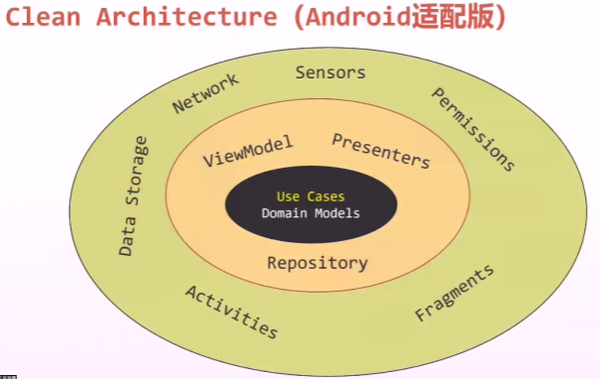 Clean Architecture (Android适配版)
Sensors
Network
Permissions
Data Storage
ViewModel
Presenters
Use Cases
Domain Models
Repository
Activities
Fragments